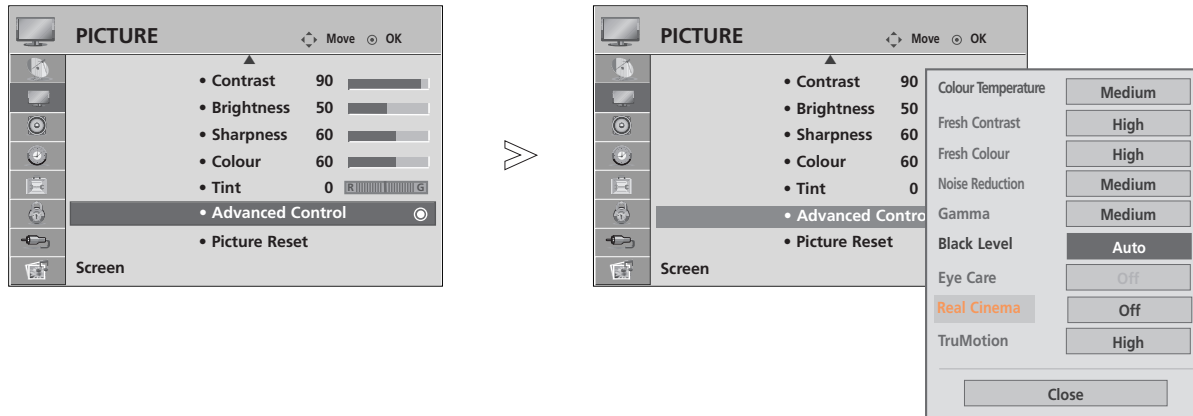 PICTURE Move OK
• Contrast 90
• Brightness 50
• Sharpness 60
• Colour 60
• Tint 0 R G
• Advanced Control
• Picture Reset
Screen
PICTURE Move OK
• Contrast 90
• Brightness 50
• Sharpness 60
• Colour 60
• Tint 0
• Advanced Contro
• Picture Reset
Screen
Colour Temperature Medium
Fresh Contrast High
Fresh Colour High
Noise Reduction Medium
Gamma Medium
Black Level Auto
Eye Care Off
Real Cinema Off
TruMotion High
Close